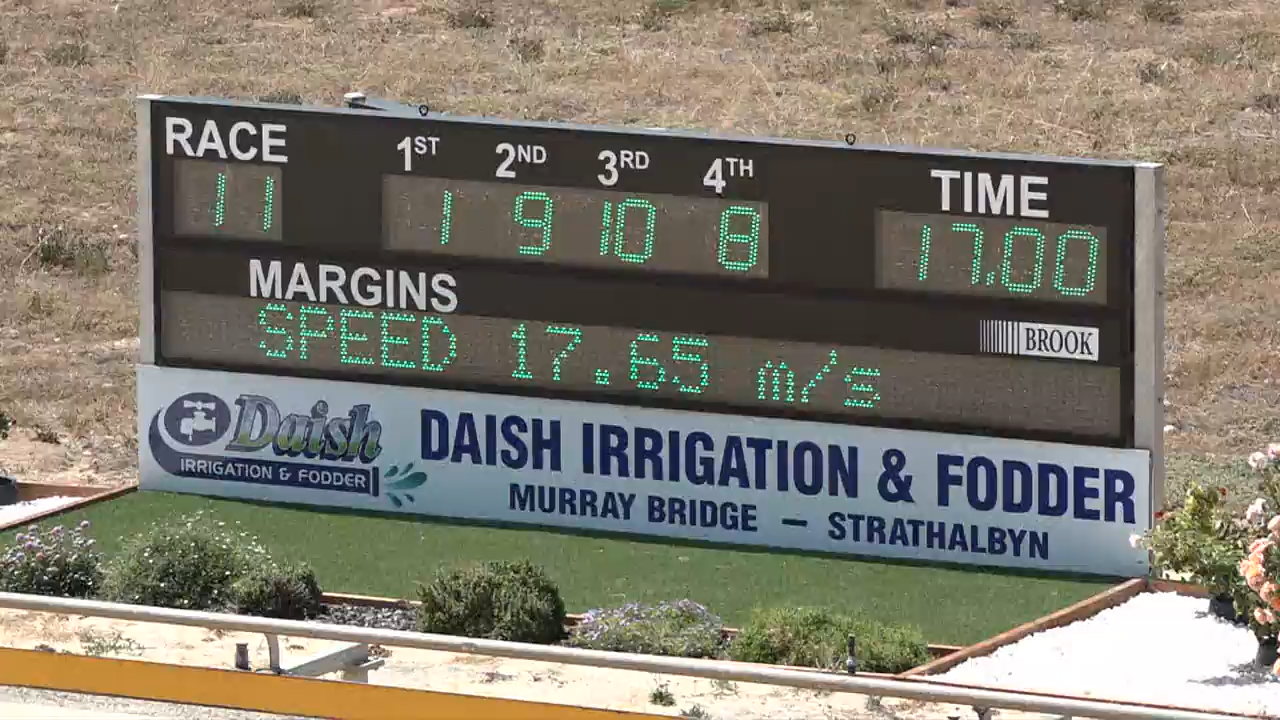 RACE 1ST 2ND 3RD 4TH TIME
11 1 9 10 8 17.00
MARGINS
BROOK
SPEED 17.65 m/s
Daish
IRRIGATION & FODDER
DAISH IRRIGATION & FODDER
MURRAY BRIDGE – STRATHALBYN